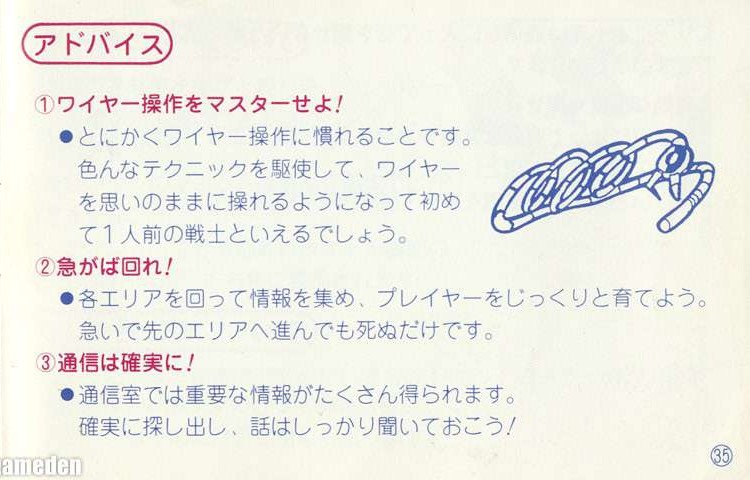 アドバイス
①ワイヤー操作をマスターせよ!
●とにかくワイヤー操作に慣れることです。
色んなテクニックを駆使して、ワイヤー
を思いのままに操れるようになって初め
て1人前の戦士といえるでしょう。
②急がば回れ!
●各エリアを回って情報を集め、プレイヤーをじっくりと育てよう。
急いで先のエリアへ進んでも死ぬだけです。
③通信は確実に!
●通信室では重要な情報がたくさん得られます。
確実に探し出し、話はしっかり聞いておこう!
35
ameden